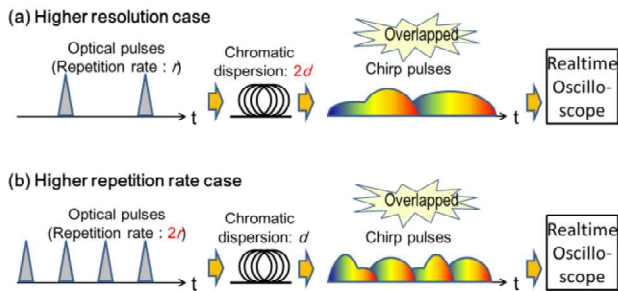 (a) Higher resolution case
Optical pulses
(Repetition rate : r)
t
Chromatic
dispersion: 2d
Overlapped
Chirp pulses
t
Realtime
Oscillo-
scope
(b) Higher repetition rate case
Optical pulses
(Repetition rate : 2r)
t
Chromatic
dispersion: d
Overlapped
Chirp pulses
t
Realtime
Oscillo-
scope